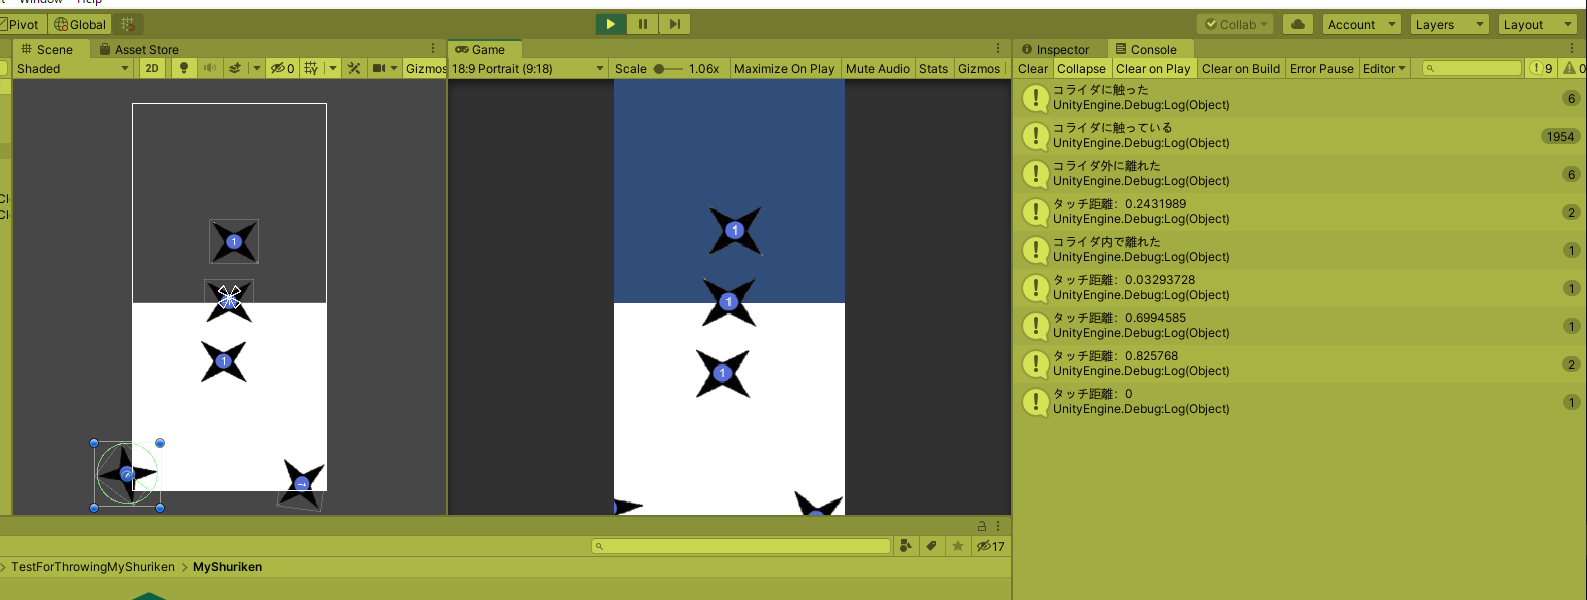 Window Help
Pivot Global Collab Account Layers Layout
Scene Asset Store
Shaded 2D 0 Gizmos
Game
18:9 Portrait (9:18) Scale 1.06x Maximize On Play Mute Audio Stats Gizmos
Inspector Console
Clear Collapse Clear on Play Clear on Build Error Pause Editor 9 0
コライダに触った
UnityEngine.Debug:Log(Object)
6
コライダに触っている
UnityEngine.Debug:Log(Object)
1954
コライダ外に離れた
UnityEngine.Debug:Log(Object)
6
タッチ距離：0.2431989
UnityEngine.Debug:Log(Object)
2
コライダ内で離れた
UnityEngine.Debug:Log(Object)
1
タッチ距離：0.03293728
UnityEngine.Debug:Log(Object)
1
タッチ距離：0.6994585
UnityEngine.Debug:Log(Object)
1
タッチ距離：0.825768
UnityEngine.Debug:Log(Object)
2
タッチ距離：0
UnityEngine.Debug:Log(Object)
1
1
1
1
1
1
1
17
TestForThrowingMyShuriken > MyShuriken